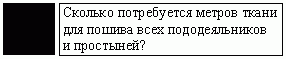 Сколько потребуется метров ткани
для пошива всех пододеяльников
и простыней?